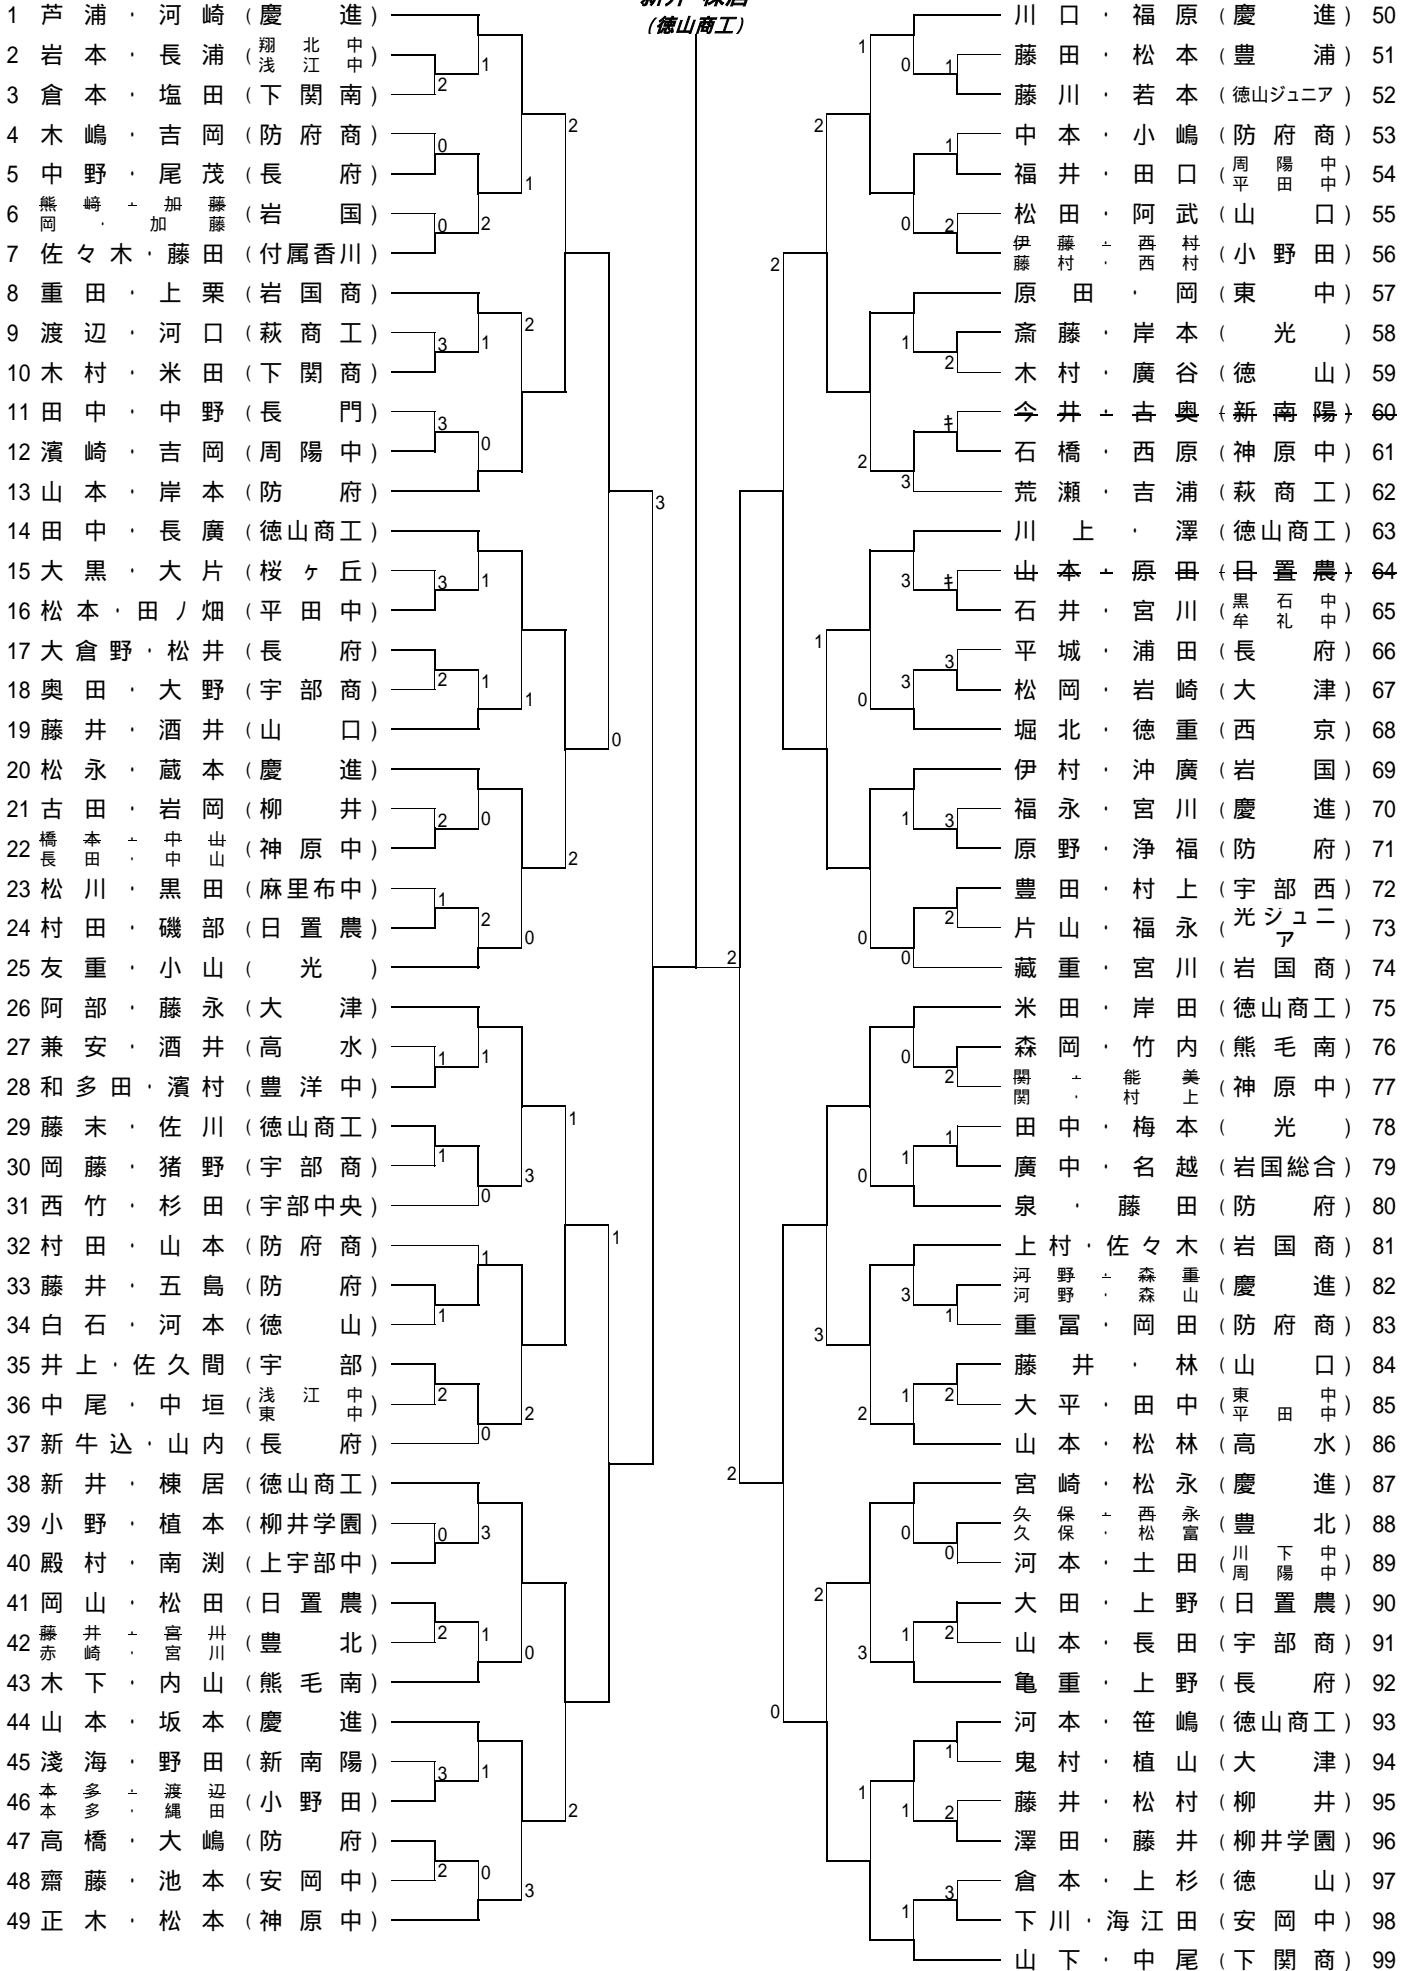 新井・棟居
(徳山商工)
1 芦浦・河崎 (慶進)
2 岩本・長浦 (翔北中 浅江中)
3 倉本・塩田 (下関南)
4 木嶋・吉岡 (防府商)
5 中野・尾茂 (長府)
6 熊﨑・加藤 岡・加藤 (岩国)
7 佐々木・藤田 (付属香川)
8 重田・上栗 (岩国商)
9 渡辺・河口 (萩商工)
10 木村・米田 (下関商)
11 田中・中野 (長門)
12 濱崎・吉岡 (周陽中)
13 山本・岸本 (防府)
14 田中・長廣 (徳山商工)
15 大黒・大片 (桜ヶ丘)
16 松本・田ノ畑 (平田中)
17 大倉野・松井 (長府)
18 奥田・大野 (宇部商)
19 藤井・酒井 (山口)
20 松永・蔵本 (慶進)
21 古田・岩岡 (柳井)
22 橋本・中山 長田・中山 (神原中)
23 松川・黒田 (麻里布中)
24 村田・磯部 (日置農)
25 友重・小山 (光)
26 阿部・藤永 (大津)
27 兼安・酒井 (高水)
28 和多田・濱村 (豊洋中)
29 藤末・佐川 (徳山商工)
30 岡藤・猪野 (宇部商)
31 西竹・杉田 (宇部中央)
32 村田・山本 (防府商)
33 藤井・五島 (防府)
34 白石・河本 (徳山)
35 井上・佐久間 (宇部)
36 中尾・中垣 (浅江中 東中)
37 新牛込・山内 (長府)
38 新井・棟居 (徳山商工)
39 小野・植本 (柳井学園)
40 殿村・南渕 (上宇部中)
41 岡山・松田 (日置農)
42 藤井・宮川 赤崎・宮川 (豊北)
43 木下・内山 (熊毛南)
44 山本・坂本 (慶進)
45 淺海・野田 (新南陽)
46 本多・渡辺 本多・縄田 (小野田)
47 高橋・大嶋 (防府)
48 齋藤・池本 (安岡中)
49 正木・松本 (神原中)
川口・福原 (慶進) 50
藤田・松本 (豊浦) 51
藤川・若本 (徳山ジュニア) 52
中本・小嶋 (防府商) 53
福井・田口 (周陽中 平田中) 54
松田・阿武 (山口) 55
伊藤・西村 藤村・西村 (小野田) 56
原田・岡 (東中) 57
斎藤・岸本 (光) 58
木村・廣谷 (徳山) 59
今井・古奥 (新南陽) 60
石橋・西原 (神原中) 61
荒瀬・吉浦 (萩商工) 62
川上・澤 (徳山商工) 63
山本・原田 (日置農) 64
石井・宮川 (黒石中 牟礼中) 65
平城・浦田 (長府) 66
松岡・岩崎 (大津) 67
堀北・徳重 (西京) 68
伊村・沖廣 (岩国) 69
福永・宮川 (慶進) 70
原野・浄福 (防府) 71
豊田・村上 (宇部西) 72
片山・福永 (光ジュニア) 73
藏重・宮川 (岩国商) 74
米田・岸田 (徳山商工) 75
森岡・竹内 (熊毛南) 76
関・能美 関・村上 (神原中) 77
田中・梅本 (光) 78
廣中・名越 (岩国総合) 79
泉・藤田 (防府) 80
上村・佐々木 (岩国商) 81
河野・森重 河野・森山 (慶進) 82
重冨・岡田 (防府商) 83
藤井・林 (山口) 84
大平・田中 (東中 平田中) 85
山本・松林 (高水) 86
宮崎・松永 (慶進) 87
久保・西永 久保・松富 (豊北) 88
河本・土田 (川下中 周陽中) 89
大田・上野 (日置農) 90
山本・長田 (宇部商) 91
亀重・上野 (長府) 92
河本・笹嶋 (徳山商工) 93
鬼村・植山 (大津) 94
藤井・松村 (柳井) 95
澤田・藤井 (柳井学園) 96
倉本・上杉 (徳山) 97
下川・海江田 (安岡中) 98
山下・中尾 (下関商) 99